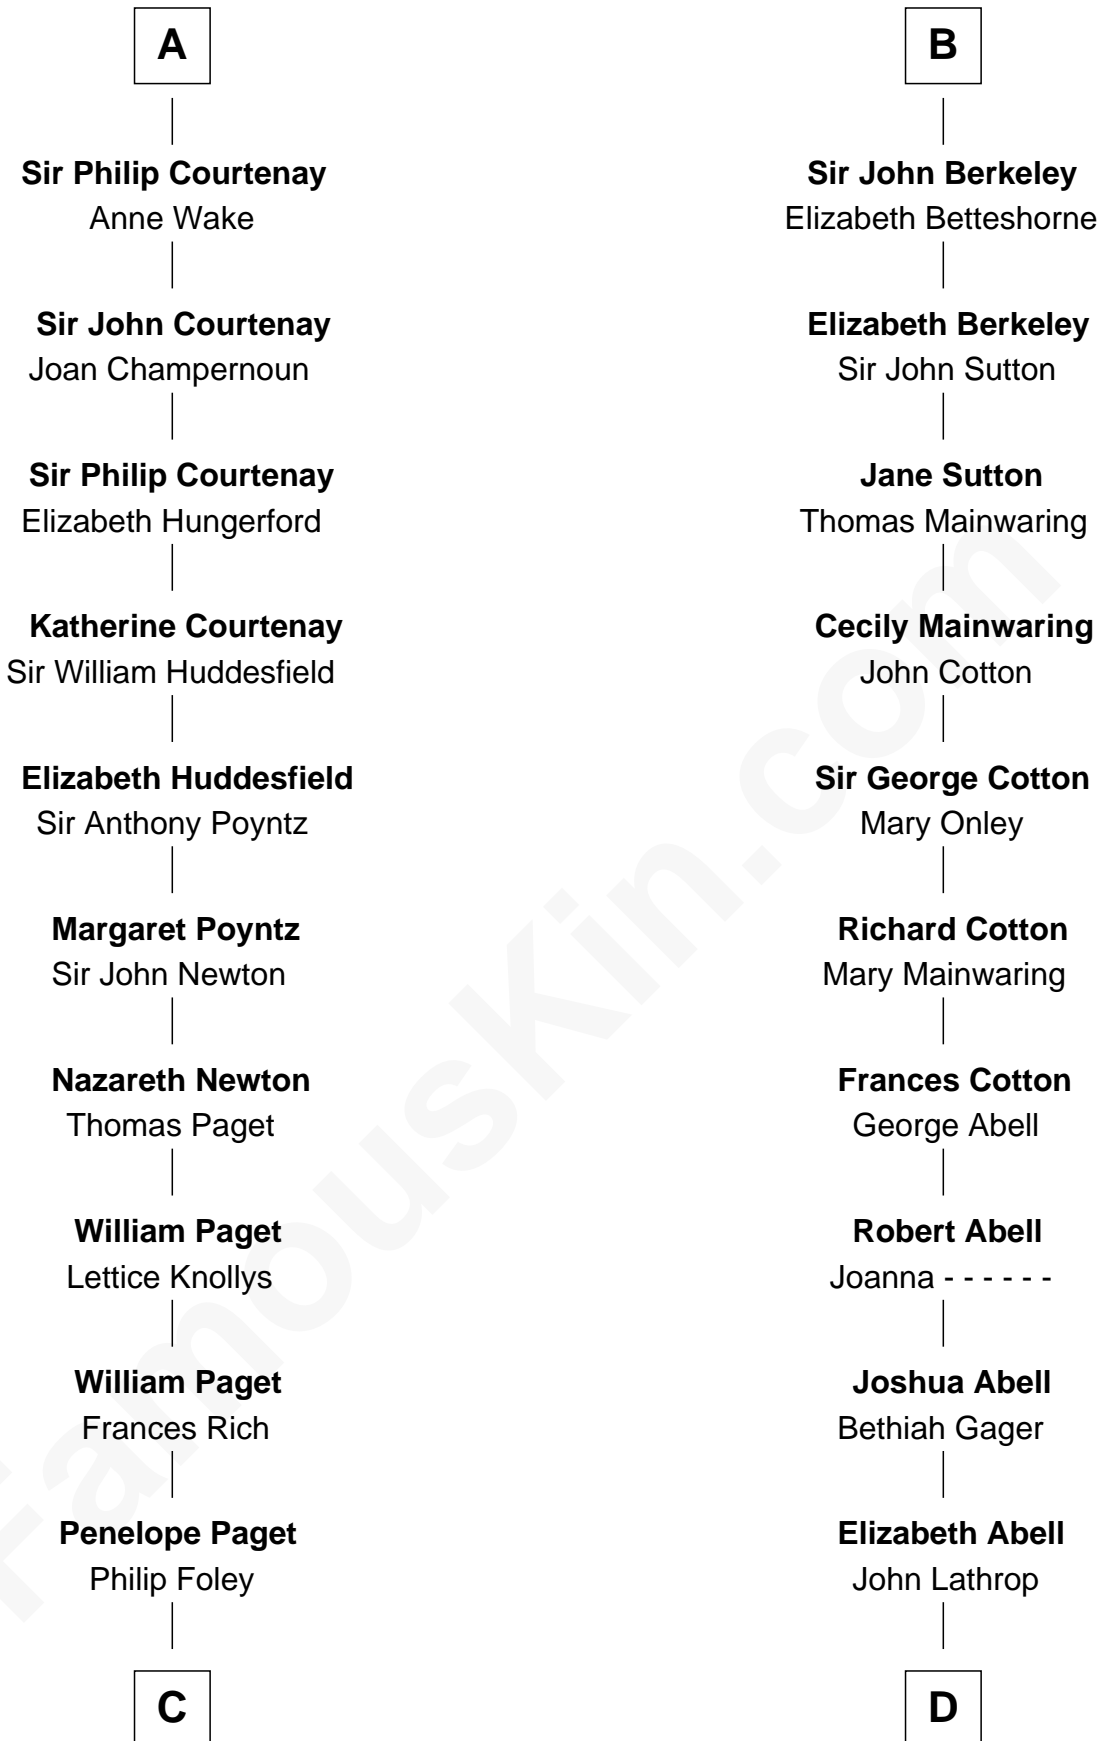 A
Sir Philip Courtenay
Anne Wake
Sir John Courtenay
Joan Champernoun
Sir Philip Courtenay
Elizabeth Hungerford
Katherine Courtenay
Sir William Huddesfield
Elizabeth Huddesfield
Sir Anthony Poyntz
Margaret Poyntz
Sir John Newton
Nazareth Newton
Thomas Paget
William Paget
Lettice Knollys
William Paget
Frances Rich
Penelope Paget
Philip Foley
C
B
Sir John Berkeley
Elizabeth Betteshorne
Elizabeth Berkeley
Sir John Sutton
Jane Sutton
Thomas Mainwaring
Cecily Mainwaring
John Cotton
Sir George Cotton
Mary Onley
Richard Cotton
Mary Mainwaring
Frances Cotton
George Abell
Robert Abell
Joanna - - - - - -
Joshua Abell
Bethiah Gager
Elizabeth Abell
John Lathrop
D
FamousKin.com